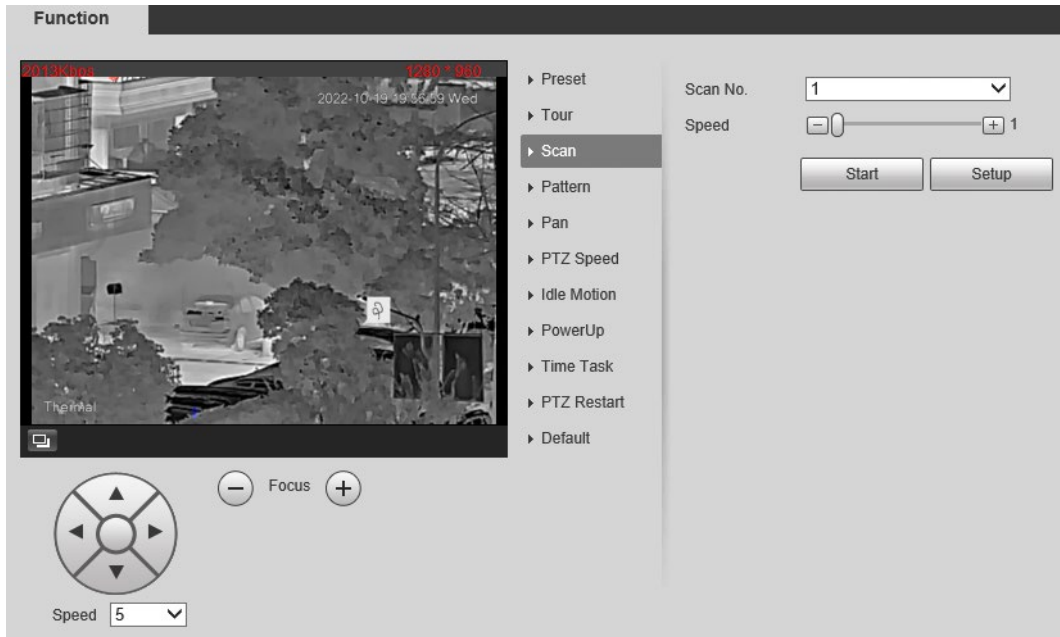 Function
2013Kbps 1280 * 960
2022-10-19 19:56:59 Wed
Thermal
Preset
Tour
Scan
Pattern
Pan
PTZ Speed
Idle Motion
PowerUp
Time Task
PTZ Restart
Default
Scan No. 1
Speed 1
Start Setup
Focus
Speed 5